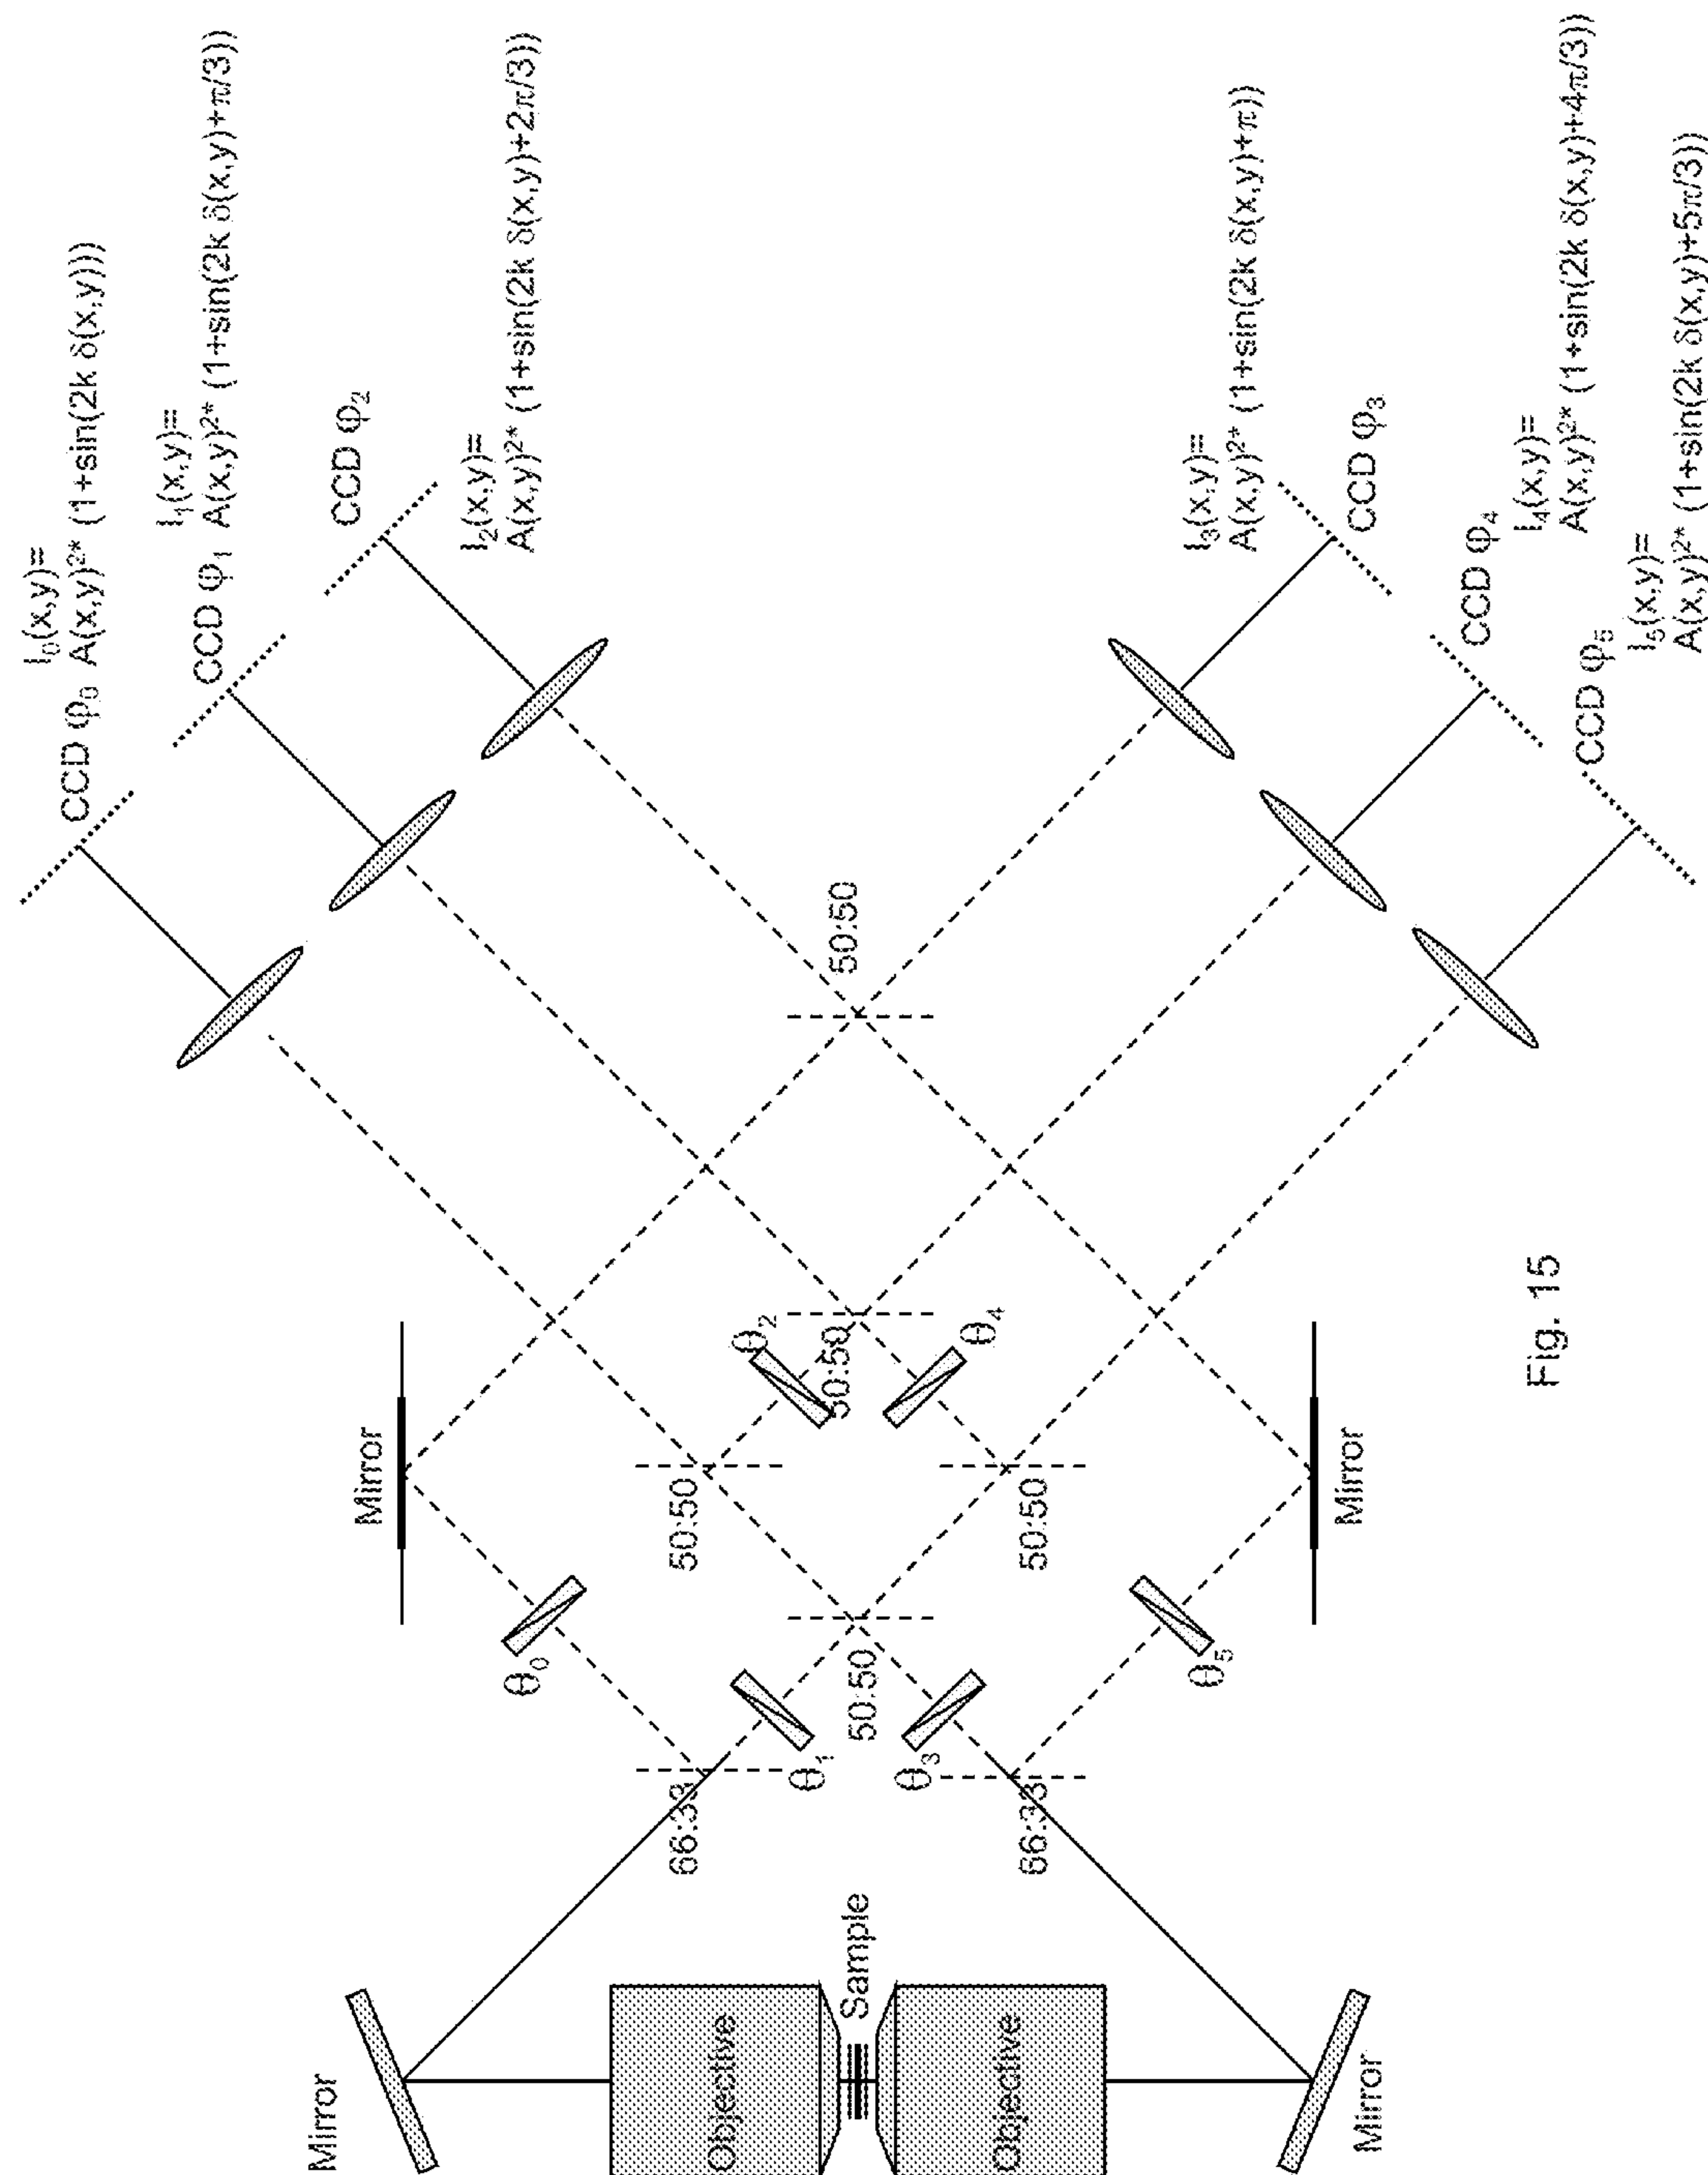 I₀(x,y)=
CCD φ₀ A(x,y)²* (1+sin(2k δ(x,y)))
I₁(x,y)=
CCD φ₁ A(x,y)²* (1+sin(2k δ(x,y)+π/3))
CCD φ₂
I₂(x,y)=
A(x,y)²* (1+sin(2k δ(x,y)+2π/3))
I₃(x,y)=
A(x,y)²* (1+sin(2k δ(x,y)+π))
CCD φ₃
CCD φ₄
I₄(x,y)=
A(x,y)²* (1+sin(2k δ(x,y)+4π/3))
CCD φ₅
I₅(x,y)=
A(x,y)²* (1+sin(2k δ(x,y)+5π/3))
Mirror
Mirror
θ₀
66:33
θ₁
50:50
50:50
θ₂
50:50
50:50
Objective
Sample
Objective
66:33
θ₃
50:50
θ₄
θ₅
Mirror
Mirror
Fig. 15